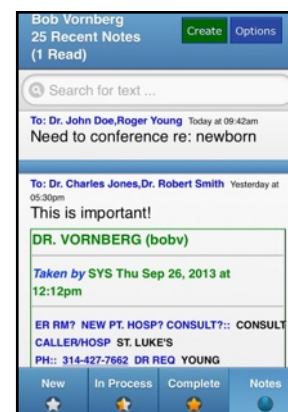 Bob Vornberg
25 Recent Notes
(1 Read)
Create
Options
Search for text ...
To: Dr. John Doe,Roger Young Today at 09:42am
Need to conference re: newborn
To: Dr. Charles Jones,Dr. Robert Smith Yesterday at
05:30pm
This is important!
DR. VORNBERG (bobv)
Taken by SYS Thu Sep 26, 2013 at
12:12pm
ER RM? NEW PT. HOSP? CONSULT?:: CONSULT
CALLER/HOSP ST. LUKE'S
PH:: 314-427-7662 DR REQ YOUNG
New
In Process
Complete
Notes